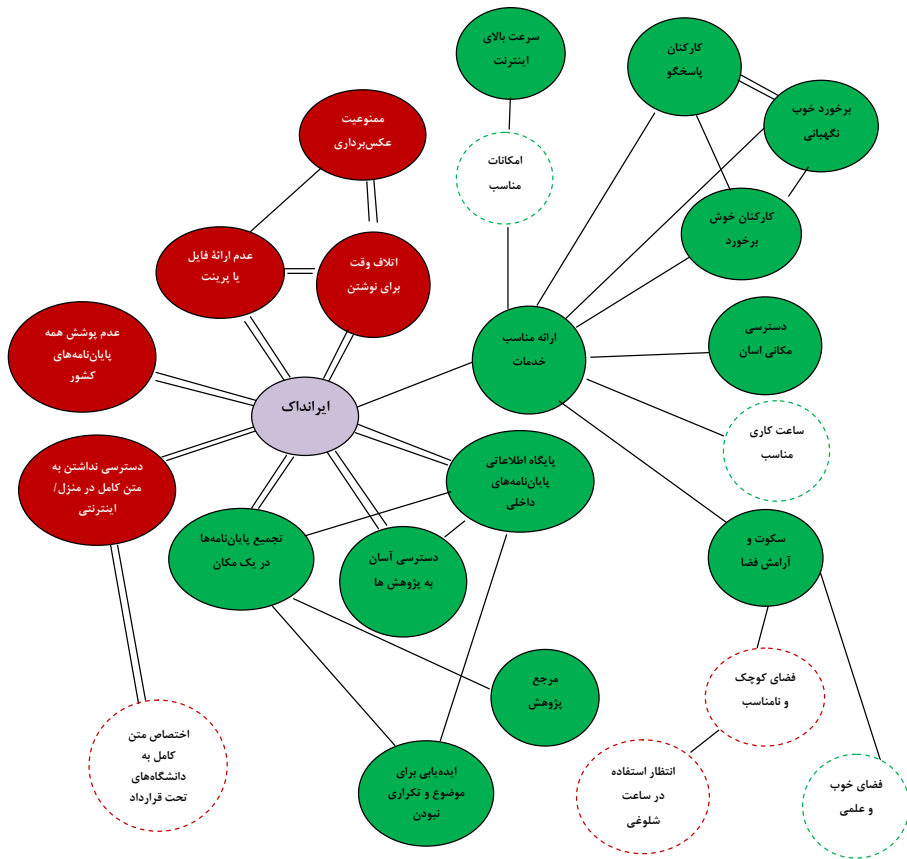 سرعت بالای
اینترنت
کارکنان
پاسخگو
برخورد خوب
نگهبانی
ممنوعیت
عکس‌برداری
امکانات
مناسب
کارکنان خوش
برخورد
عدم ارائۀ فایل
یا پرینت
اتلاف وقت
برای نوشتن
عدم پوشش همه
پایان‌نامه‌های
کشور
ارائه مناسب
خدمات
دسترسی
مکانی اسان
ایرانداک
ساعت کاری
مناسب
دسترسی نداشتن به
متن کامل در منزل/
اینترنتی
پایگاه اطلاعاتی
پایان‌نامه‌های
داخلی
تجمیع پایان‌نامه‌ها
در یک مکان
دسترسی آسان
به پژوهش ها
سکوت و
آرامش فضا
مرجع
پژوهش
فضای کوچک
و نامناسب
اختصاص متن
کامل به
دانشگاه‌های
تحت قرارداد
ایده‌یابی برای
موضوع و تکراری
نبودن
انتظار استفاده
در ساعت
شلوغی
فضای خوب
و علمی